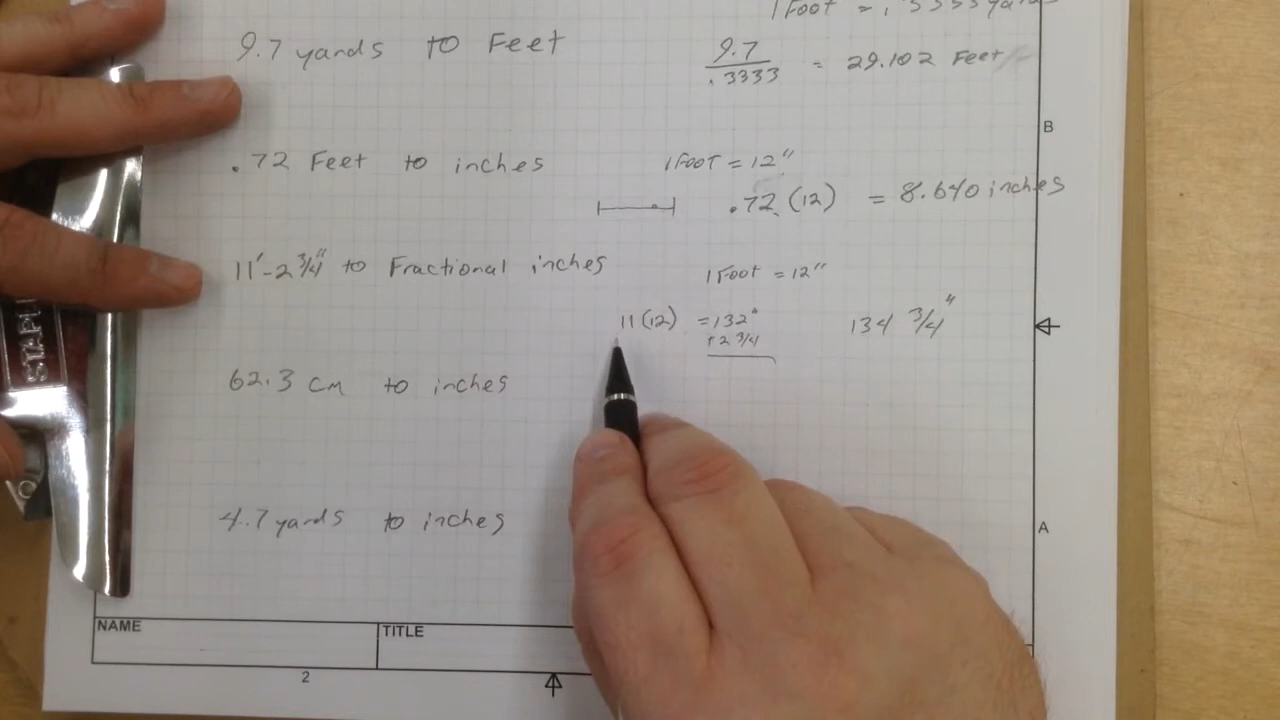 1 Foot = .3333 yards
9.7 yards to Feet
9.7
.3333
= 29.102 Feet
B
.72 Feet to inches
1 Foot = 12"
.72 (12) = 8.640 inches
11'-2 3/4" to Fractional inches
1 Foot = 12"
11 (12) = 132"
+2 3/4
134 3/4"
62.3 cm to inches
4.7 yards to inches
A
NAME
TITLE
2